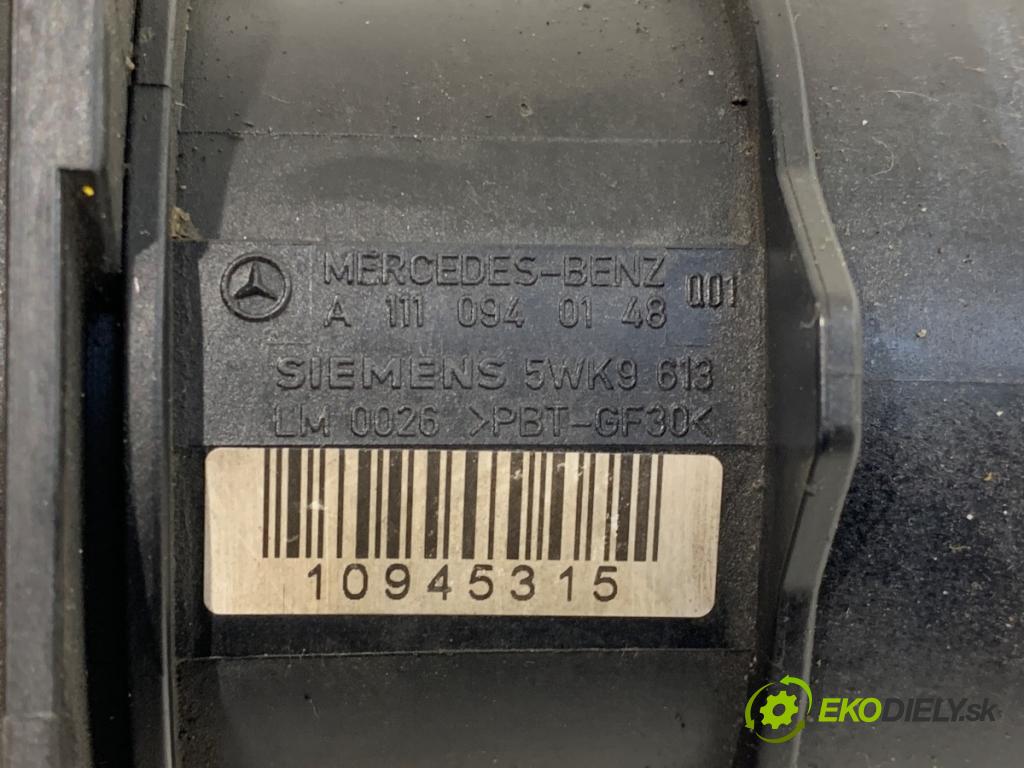 MERCEDES-BENZ Q01
A 111 094 01 48
SIEMENS 5WK9 613
LM 0026 >PBT-GF30<
10945315
EKODIELY.sk